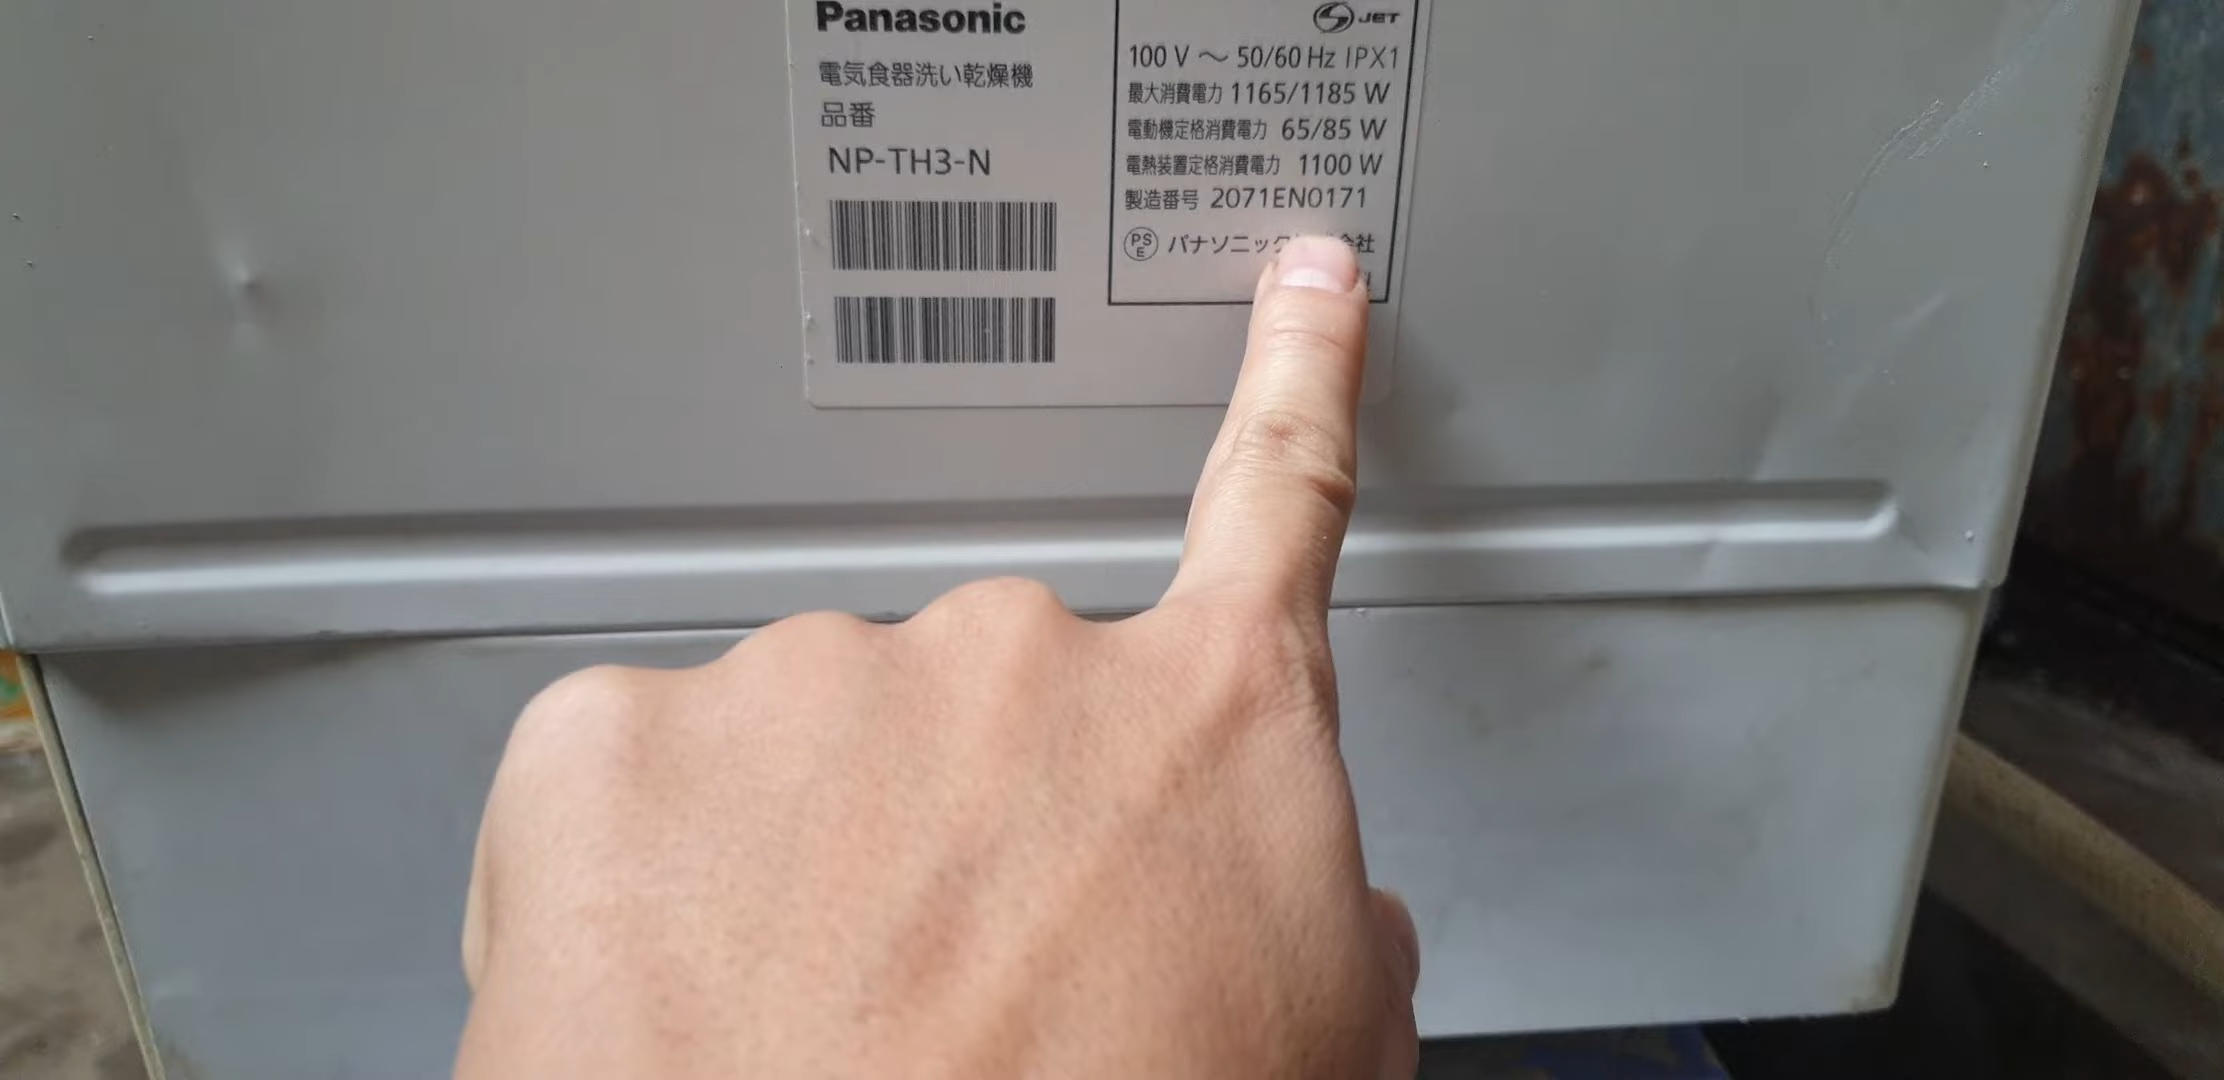 Panasonic
電気食器洗い乾燥機
品番
NP-TH3-N
JET
100 V ～ 50/60 Hz IPX1
最大消費電力 1165/1185 W
電動機定格消費電力 65/85 W
電熱装置定格消費電力 1100 W
製造番号 2071EN0171
PS E パナソニック 会社